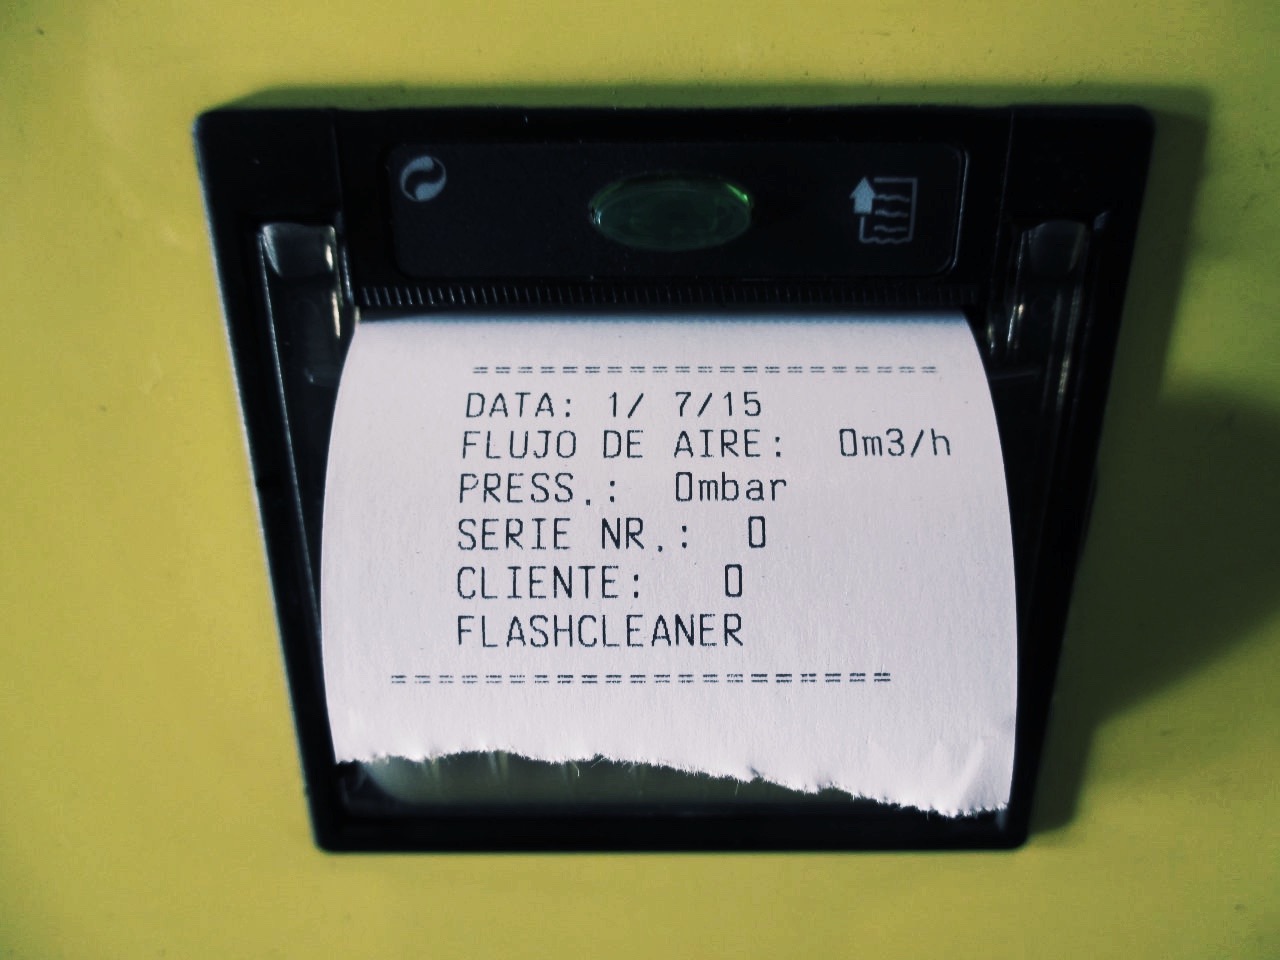 ====================
DATA: 1/ 7/15
FLUJO DE AIRE:  0m3/h
PRESS.:  0mbar
SERIE NR.:  0
CLIENTE:   0
FLASHCLEANER
=====================